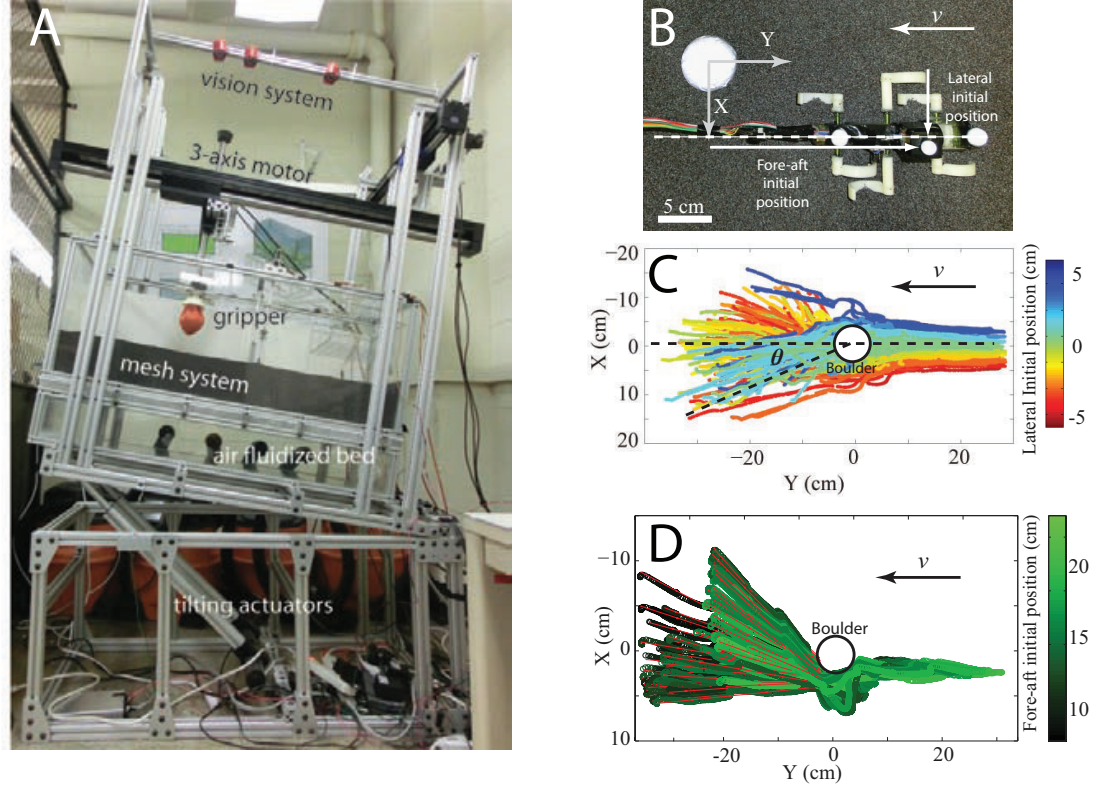 A
vision system
3-axis motor
gripper
mesh system
air fluidized bed
tilting actuators
B
v
Y
X
Lateral
initial
position
Fore-aft
initial
position
5 cm
C
v
−20
−10
0
10
20
X (cm)
θ
Boulder
−20
0
20
Y (cm)
5
0
-5
Lateral Initial position (cm)
D
v
−10
0
10
X (cm)
Boulder
-20
0
20
Y (cm)
20
15
10
Fore-aft initial position (cm)